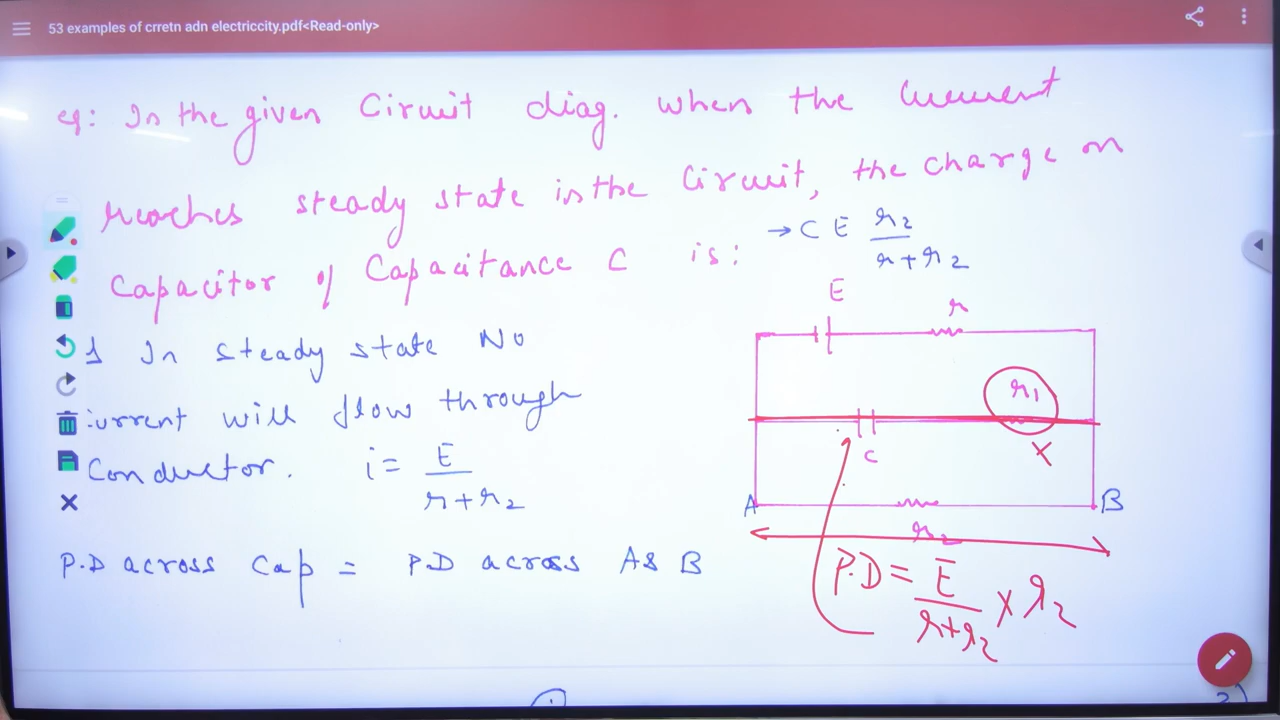 53 examples of crretn adn electriccity.pdf<Read-only>
eg: In the given Circuit diag. when the current
reaches steady state in the Circuit, the charge on
Capacitor of Capacitance C is:
→ C E r2 / r+r2
E
r
1 In steady state No
current will flow through
Conductor. i= E / r+r2
r1
C
X
A
B
r2
P.D across Cap = P.D across A & B
P.D = E / r+r2 × r2